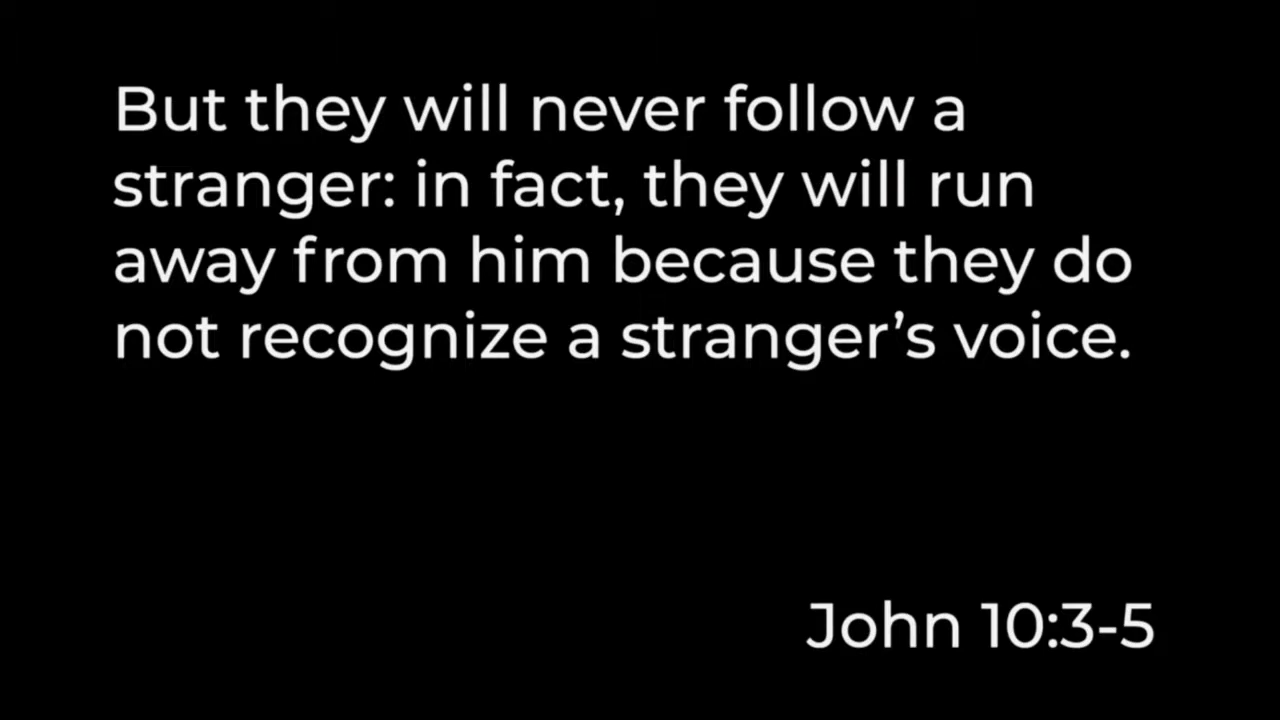 But they will never follow a
stranger: in fact, they will run
away from him because they do
not recognize a stranger’s voice.
John 10:3-5